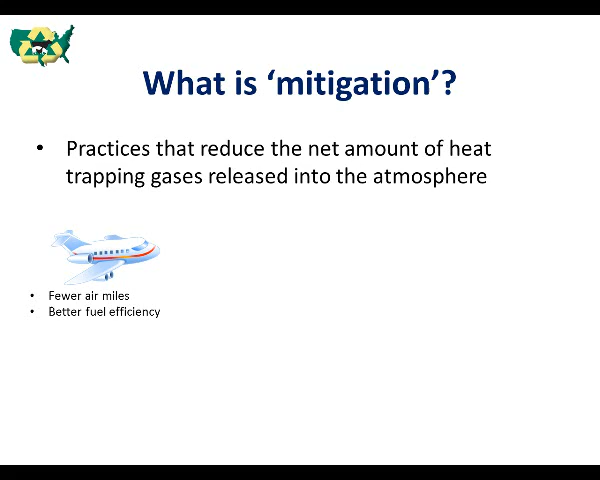 What is ‘mitigation’?
• Practices that reduce the net amount of heat
trapping gases released into the atmosphere
• Fewer air miles
• Better fuel efficiency